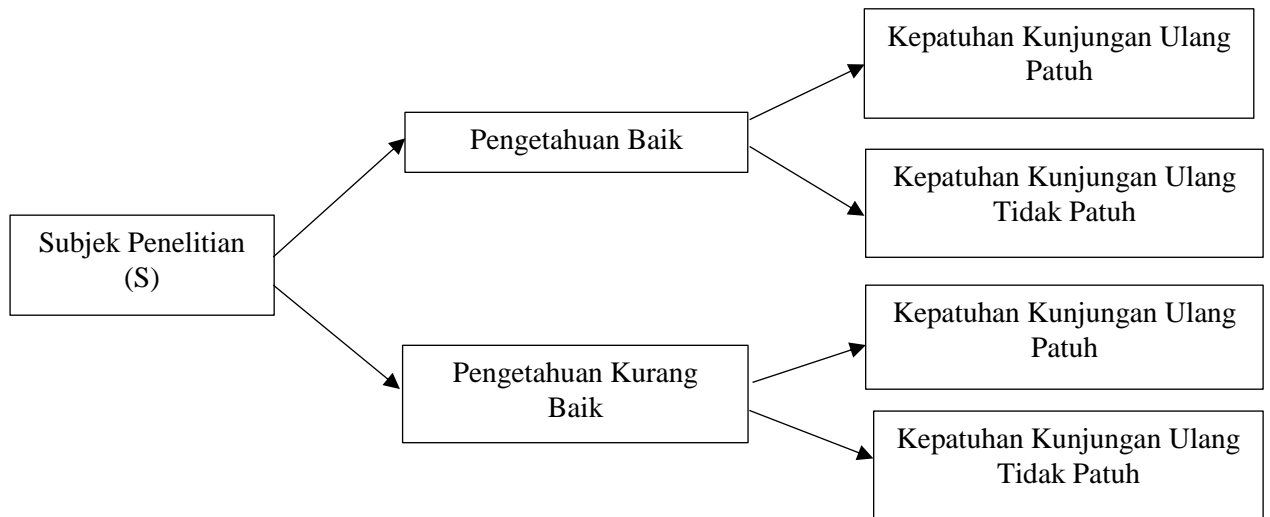 Kepatuhan Kunjungan Ulang
Patuh
Pengetahuan Baik
Kepatuhan Kunjungan Ulang
Tidak Patuh
Subjek Penelitian
(S)
Kepatuhan Kunjungan Ulang
Patuh
Pengetahuan Kurang
Baik
Kepatuhan Kunjungan Ulang
Tidak Patuh